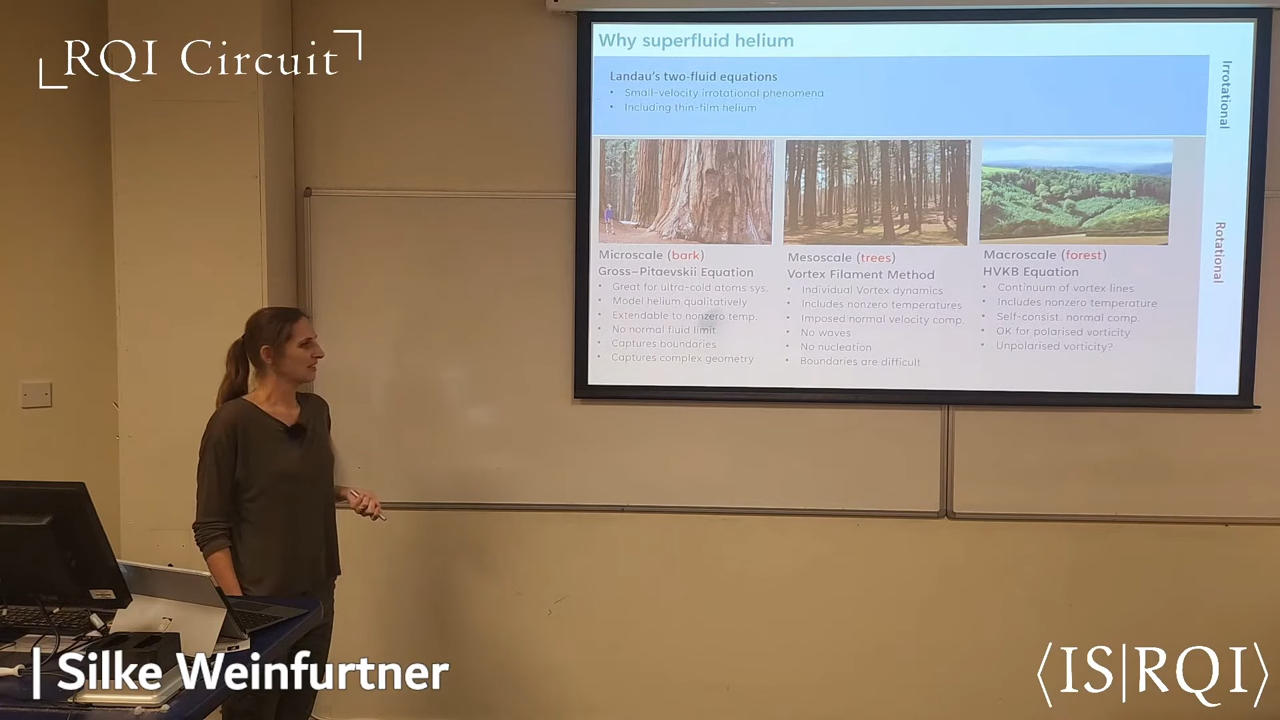 RQI Circuit
Why superfluid helium
Landau's two-fluid equations
• Small-velocity irrotational phenomena
• Including thin-film helium
Irrotational
Microscale (bark)
Gross–Pitaevskii Equation
• Great for ultra-cold atoms sys.
• Model helium qualitatively
• Extendable to nonzero temp.
• No normal fluid limit
• Captures boundaries
• Captures complex geometry
Mesoscale (trees)
Vortex Filament Method
• Individual Vortex dynamics
• Includes nonzero temperatures
• Imposed normal velocity comp.
• No waves
• No nucleation
• Boundaries are difficult
Macroscale (forest)
HVKB Equation
• Continuum of vortex lines
• Includes nonzero temperature
• Self-consist. normal comp.
• OK for polarised vorticity
• Unpolarised vorticity?
Rotational
Silke Weinfurtner
⟨IS|RQI⟩